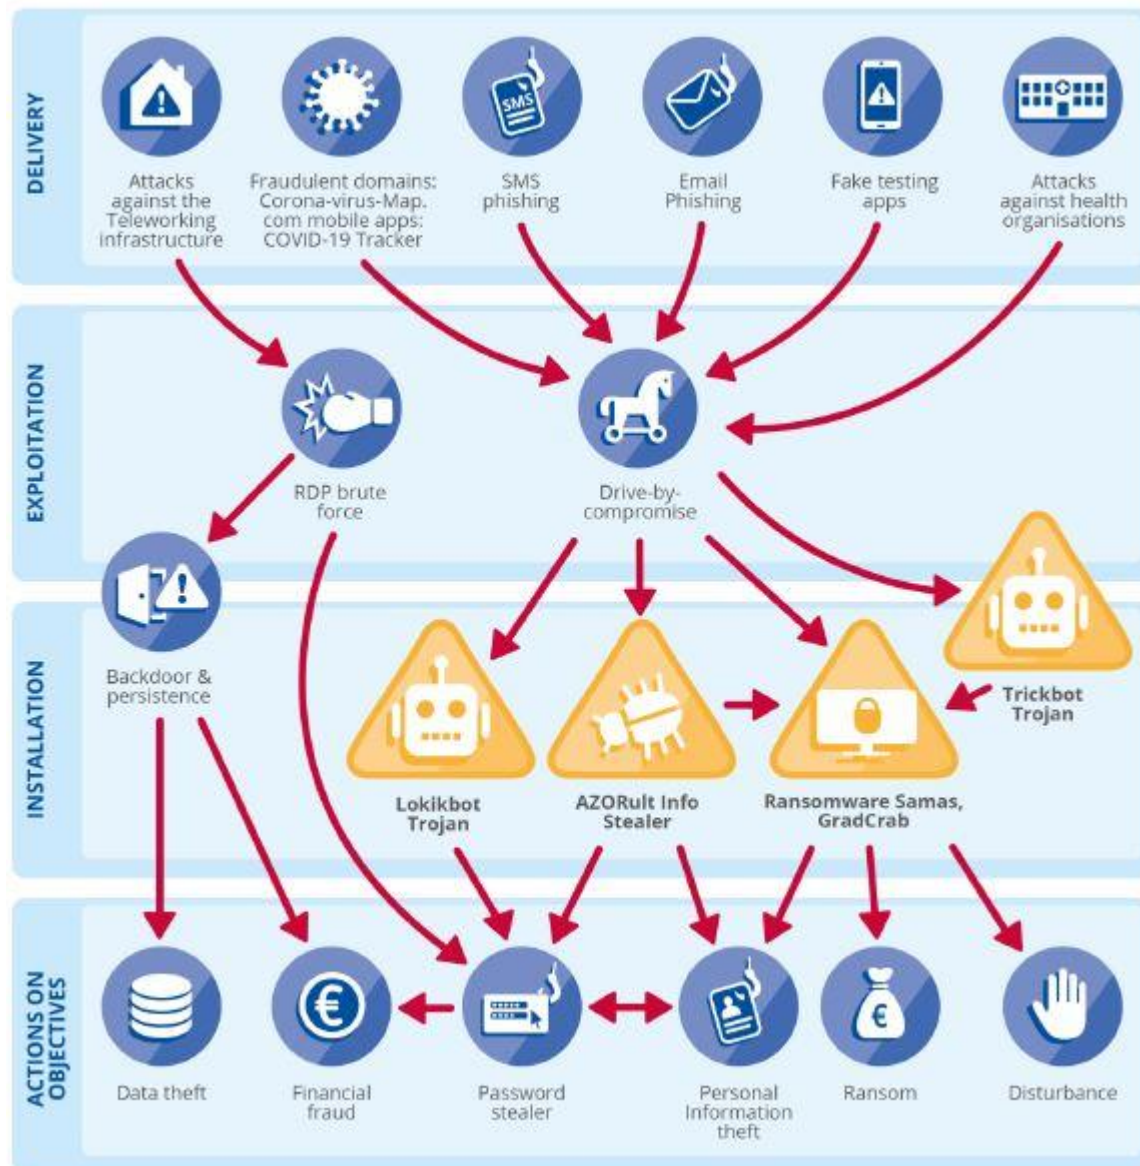 DELIVERY
Attacks
against the
Teleworking
infrastructure
Fraudulent domains:
Corona-virus-Map.
com mobile apps:
COVID-19 Tracker
SMS
SMS
phishing
Email
Phishing
Fake testing
apps
Attacks
against health
organisations
EXPLOITATION
RDP brute
force
Drive-by-
compromise
INSTALLATION
Backdoor &
persistence
Lokikbot
Trojan
AZORult Info
Stealer
Ransomware Samas,
GradCrab
Trickbot
Trojan
ACTIONS ON
OBJECTIVES
Data theft
€
Financial
fraud
Password
stealer
Personal
Information
theft
€
Ransom
Disturbance